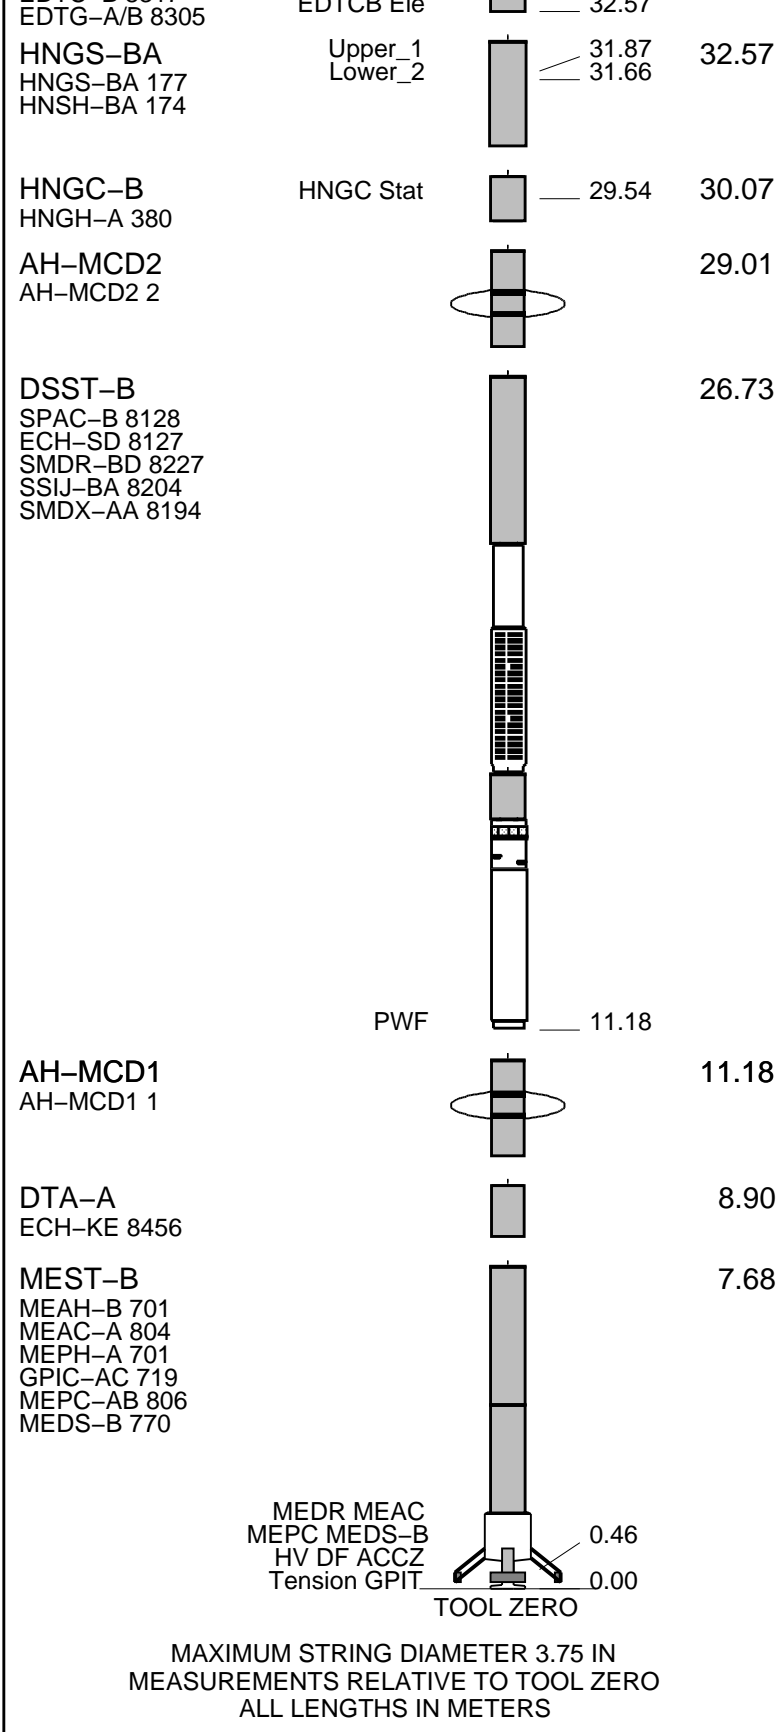 EDTG–A/B 8305
EDTCB Ele 32.57
HNGS–BA Upper_1 31.87 32.57
Lower_2 31.66
HNGS–BA 177
HNSH–BA 174
HNGC–B HNGC Stat 29.54 30.07
HNGH–A 380
AH–MCD2 29.01
AH–MCD2 2
DSST–B 26.73
SPAC–B 8128
ECH–SD 8127
SMDR–BD 8227
SSIJ–BA 8204
SMDX–AA 8194
PWF 11.18
AH–MCD1 11.18
AH–MCD1 1
DTA–A 8.90
ECH–KE 8456
MEST–B 7.68
MEAH–B 701
MEAC–A 804
MEPH–A 701
GPIC–AC 719
MEPC–AB 806
MEDS–B 770
MEDR MEAC
MEPC MEDS–B 0.46
HV DF ACCZ
Tension GPIT 0.00
TOOL ZERO
MAXIMUM STRING DIAMETER 3.75 IN
MEASUREMENTS RELATIVE TO TOOL ZERO
ALL LENGTHS IN METERS